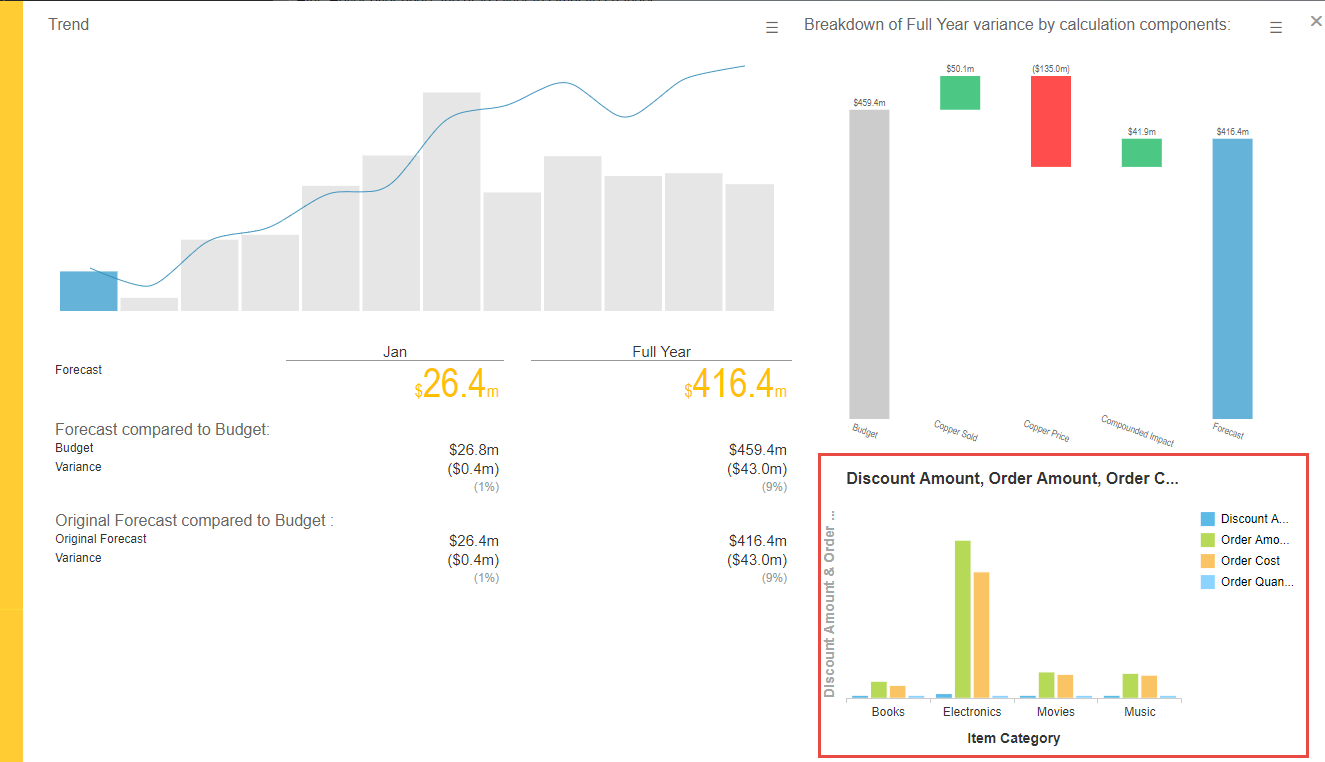 Trend
Jan
Full Year
Forecast
$26.4m
$416.4m
Forecast compared to Budget:
Budget
$26.8m
$459.4m
Variance
($0.4m)
($43.0m)
(1%)
(9%)
Original Forecast compared to Budget :
Original Forecast
$26.4m
$416.4m
Variance
($0.4m)
($43.0m)
(1%)
(9%)
Breakdown of Full Year variance by calculation components:
$459.4m
$50.1m
($135.0m)
$41.9m
$416.4m
Budget
Copper Sold
Copper Price
Compounded Impact
Forecast
Discount Amount, Order Amount, Order C...
Discount Amount & Order ...
Discount A...
Order Amo...
Order Cost
Order Quan...
Books
Electronics
Movies
Music
Item Category